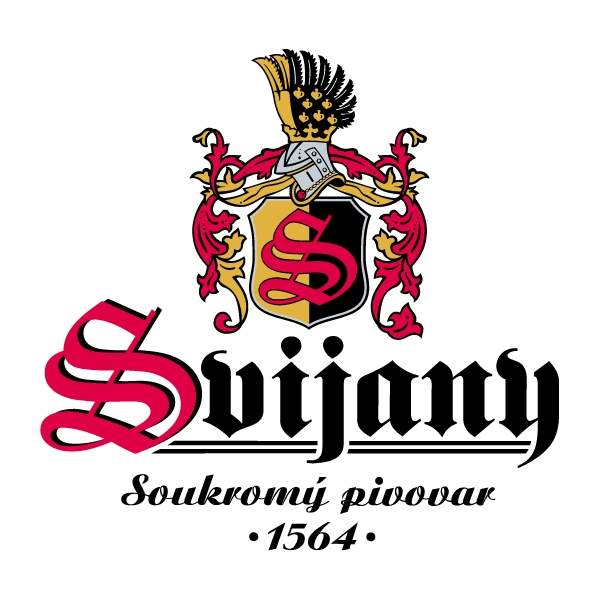 S
Svijany
Soukromý pivovar
• 1564 •